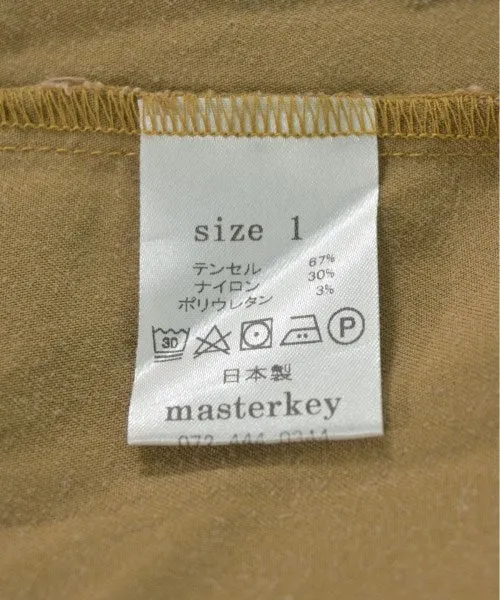 size 1
テンセル 67%
ナイロン 30%
ポリウレタン 3%
30 P
日本製
masterkey